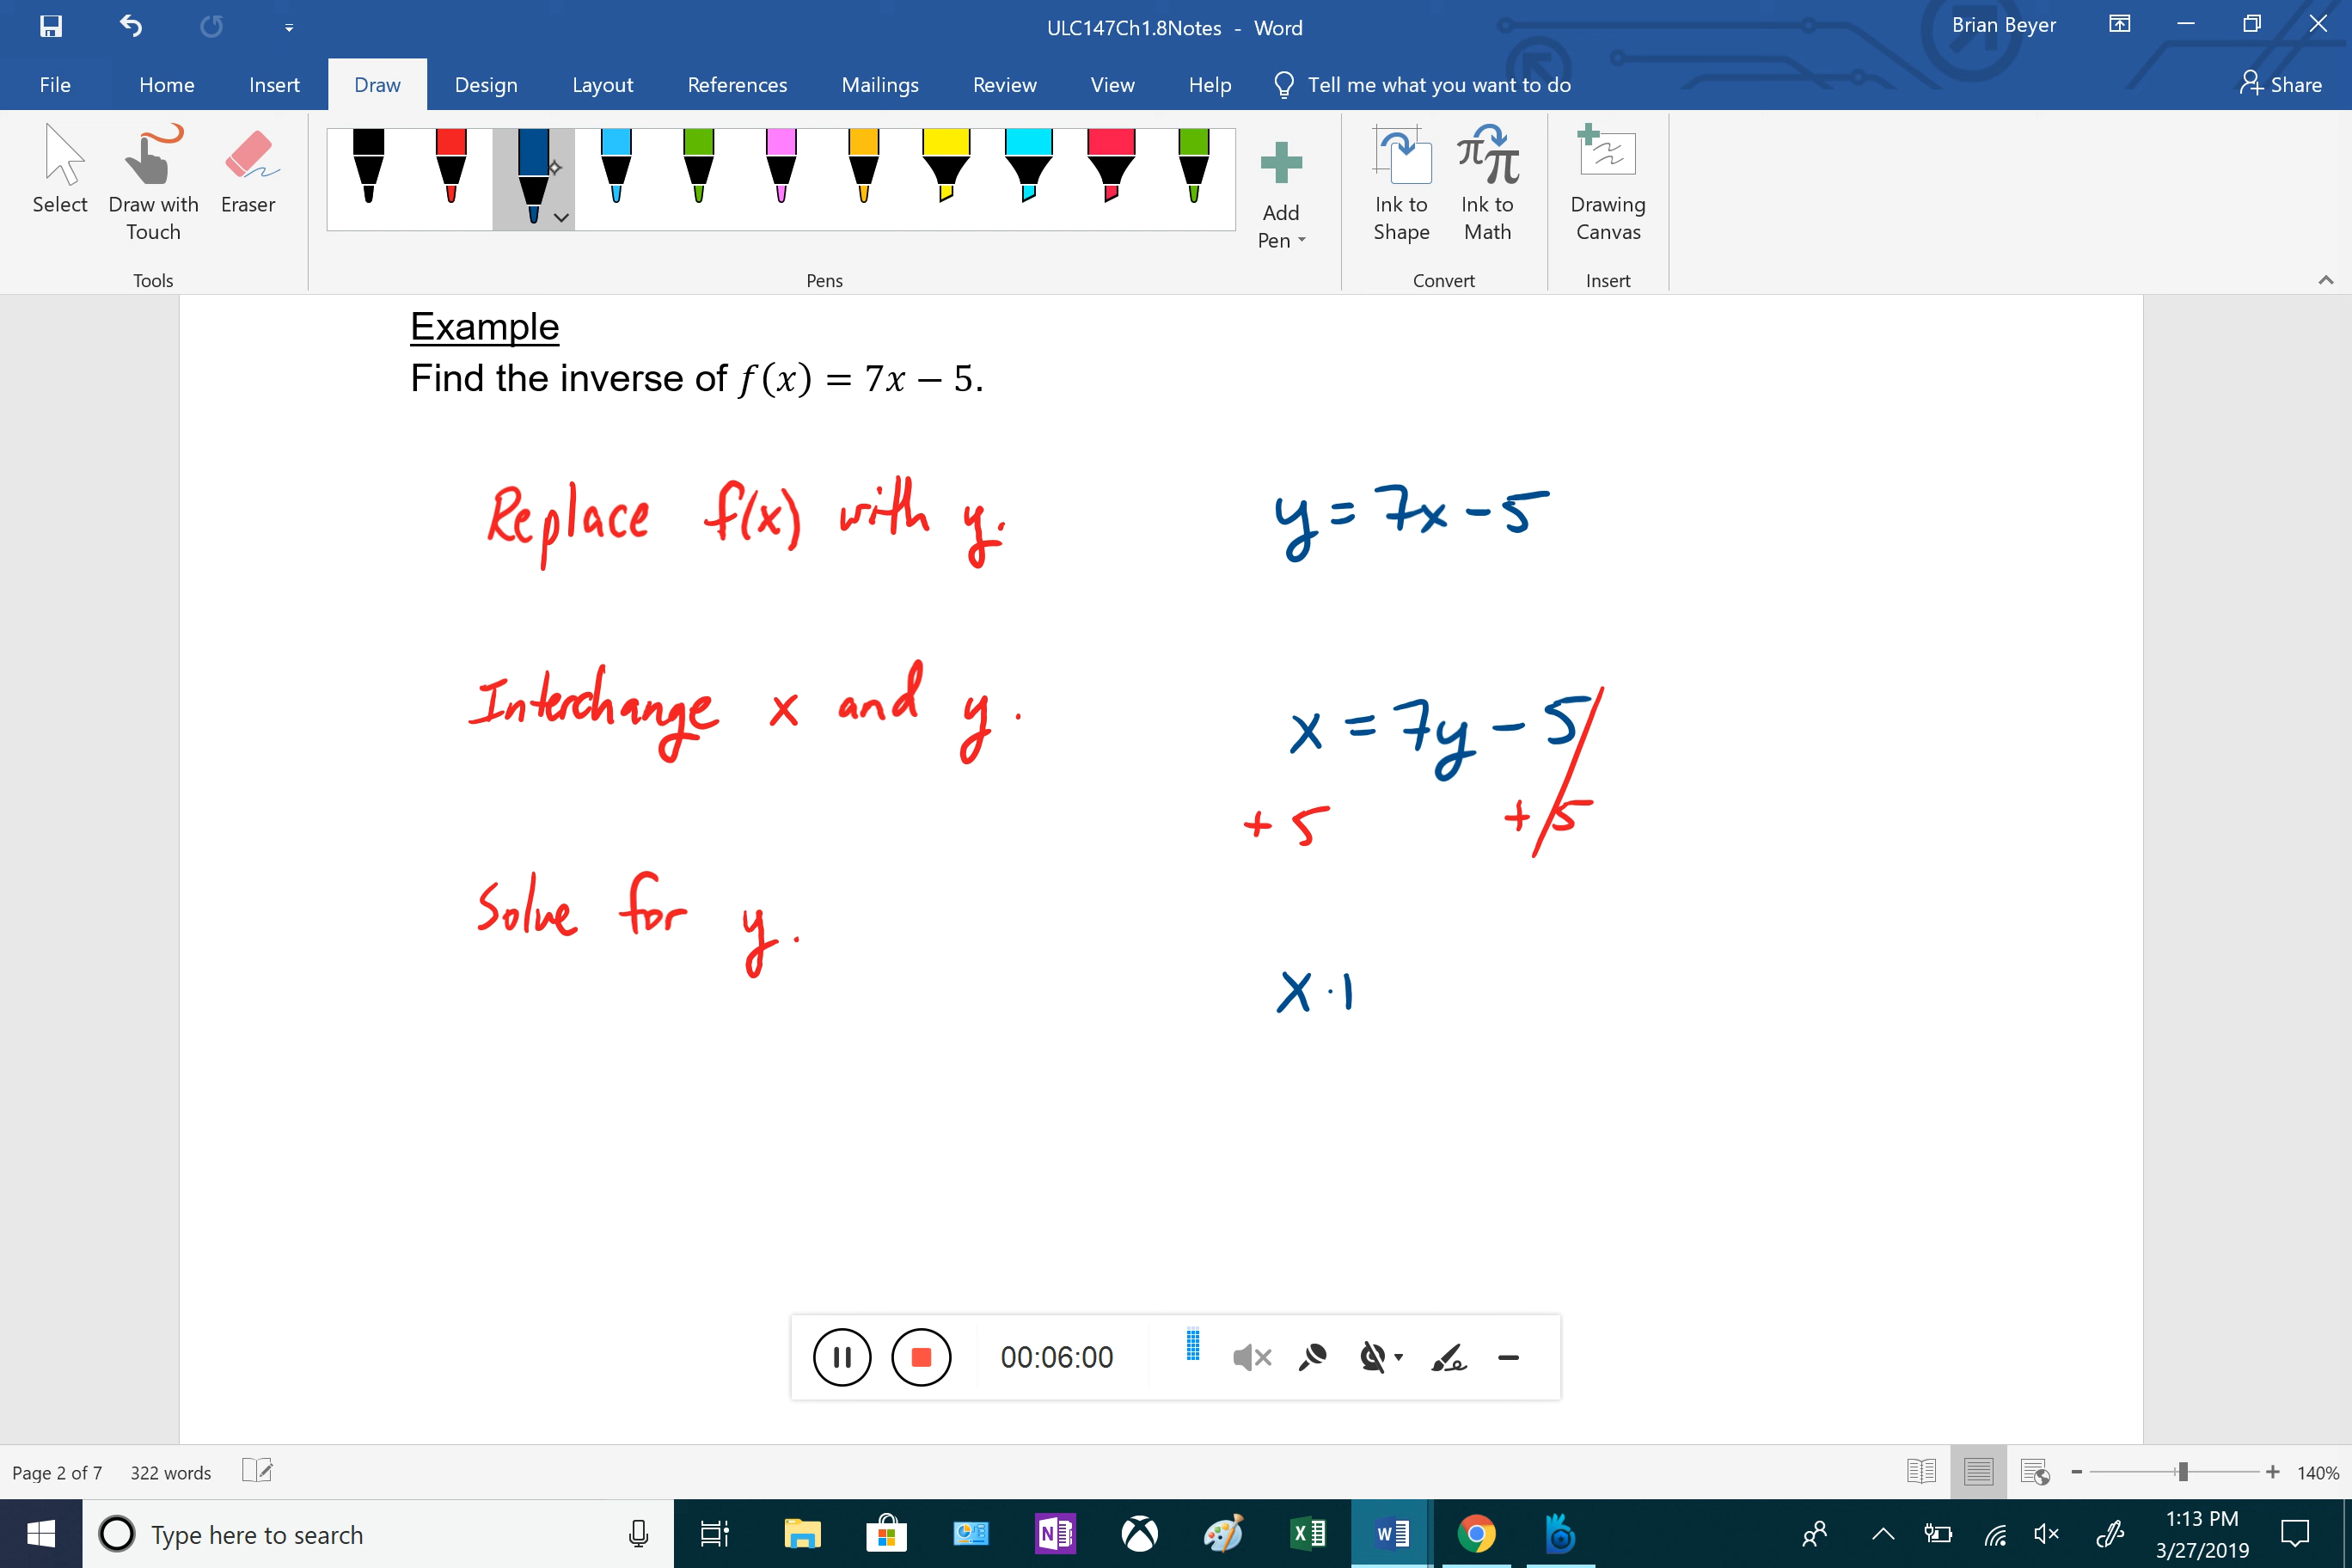 ULC147Ch1.8Notes - Word
Brian Beyer
File Home Insert Draw Design Layout References Mailings Review View Help Tell me what you want to do Share
Select Draw with Touch Eraser
Add Pen
Ink to Shape Ink to Math Drawing Canvas
Tools Pens Convert Insert
Example
Find the inverse of f(x) = 7x − 5.
Replace f(x) with y. y = 7x - 5
Interchange x and y. x = 7y - 5
+ 5 + 5
Solve for y.
x · 1
00:06:00
Page 2 of 7 322 words 140%
Type here to search
1:13 PM
3/27/2019